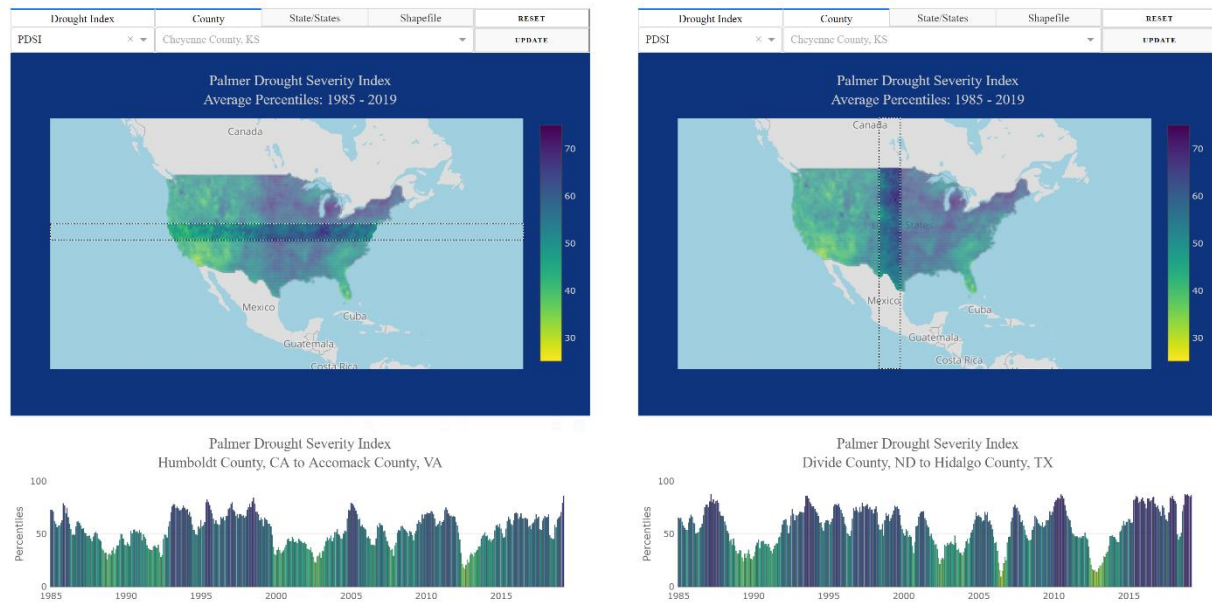 Drought Index County State/States Shapefile RESET
PDSI × Cheyenne County, KS UPDATE
Palmer Drought Severity Index
Average Percentiles: 1985 - 2019
Canada
Mexico
Cuba
Guatemala
Costa Rica
70
60
50
40
30
Palmer Drought Severity Index
Humboldt County, CA to Accomack County, VA
Percentiles
100
50
0
1985 1990 1995 2000 2005 2010 2015
Drought Index County State/States Shapefile RESET
PDSI × Cheyenne County, KS UPDATE
Palmer Drought Severity Index
Average Percentiles: 1985 - 2019
Canada
States
Mexico
Cuba
Guatemala
Costa Rica
70
60
50
40
30
Palmer Drought Severity Index
Divide County, ND to Hidalgo County, TX
Percentiles
100
50
0
1985 1990 1995 2000 2005 2010 2015